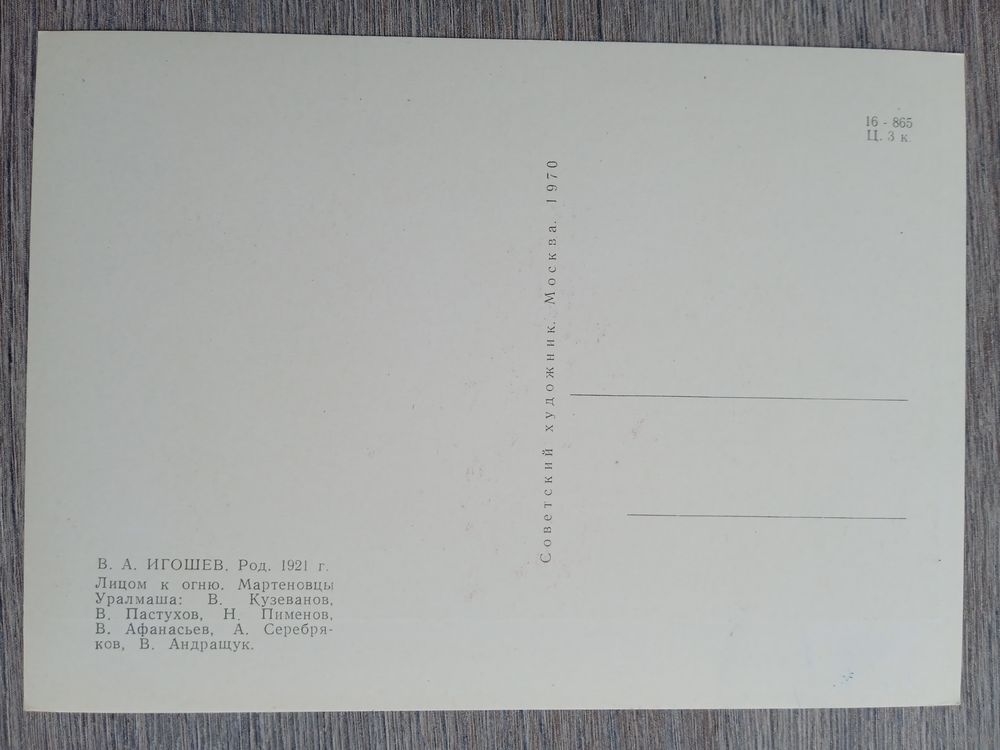 16 - 865
Ц. 3 к.
Советский художник. Москва. 1970
В. А. ИГОШЕВ. Род. 1921 г.
Лицом к огню. Мартеновцы
Уралмаша: В. Кузеванов,
В. Пастухов, Н. Пименов,
В. Афанасьев, А. Серебря-
ков, В. Андращук.